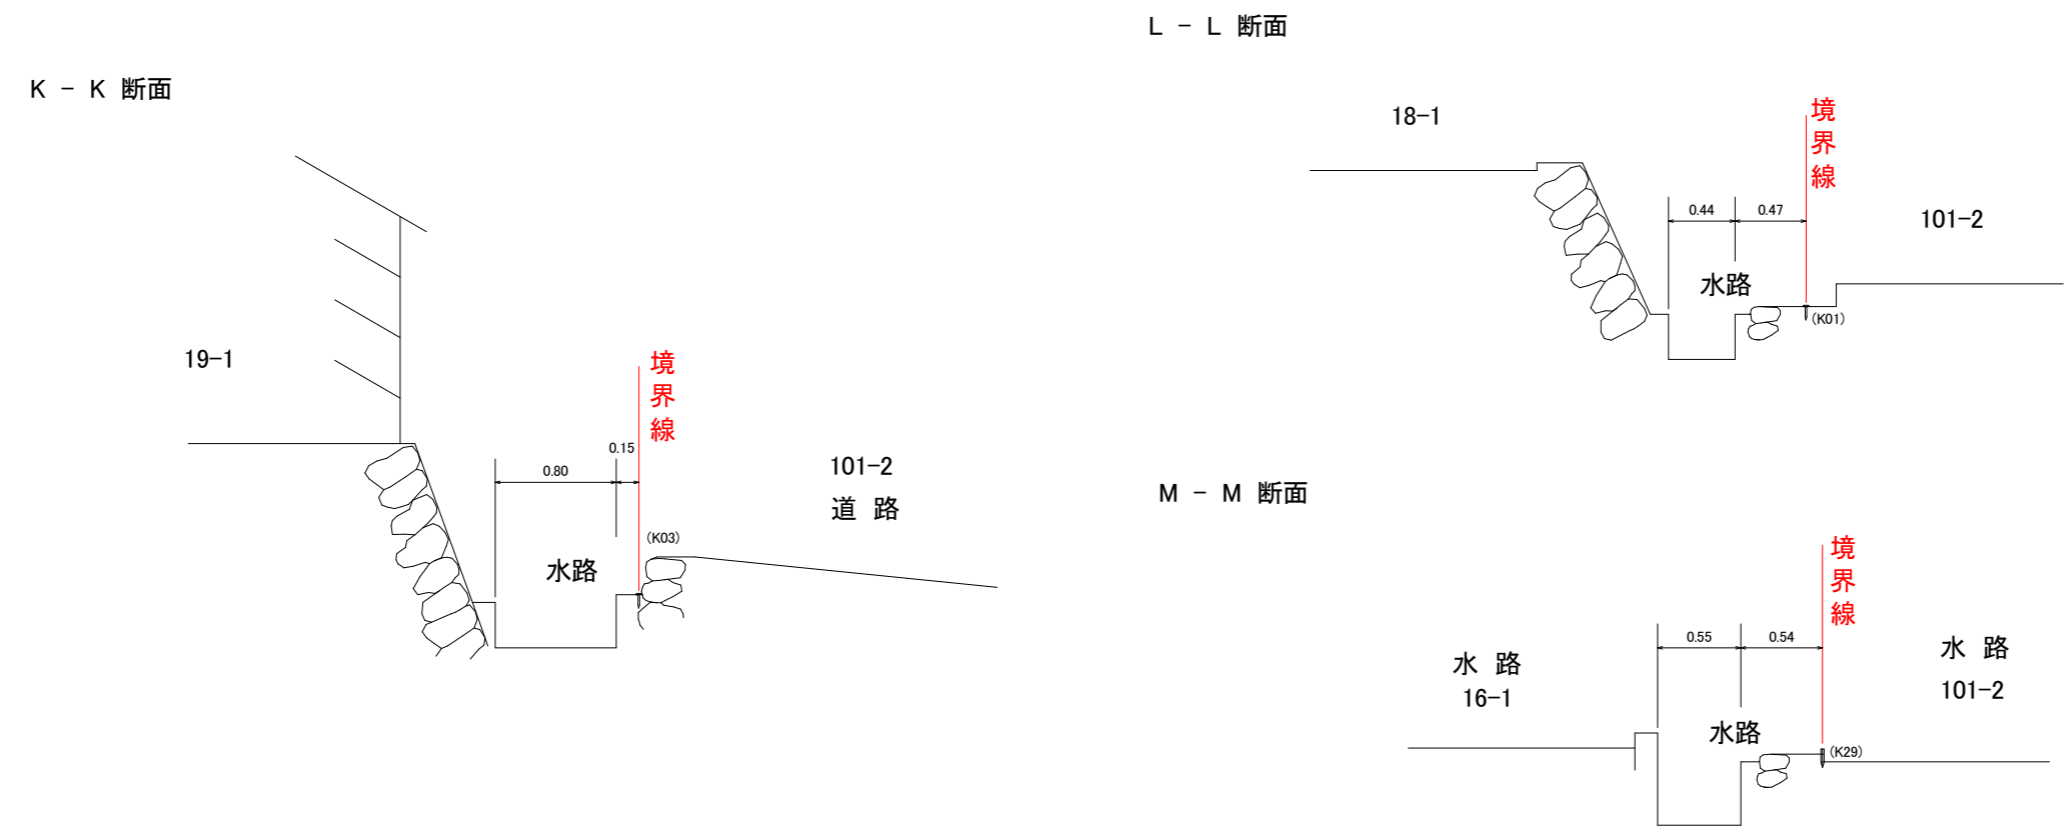 K － K 断面
19-1
境界線
0.15
0.80
101-2
道 路
(K03)
水路
L － L 断面
18-1
境界線
0.44
0.47
101-2
水路
(K01)
M － M 断面
境界線
0.55
0.54
水 路
16-1
水 路
101-2
水路
(K29)